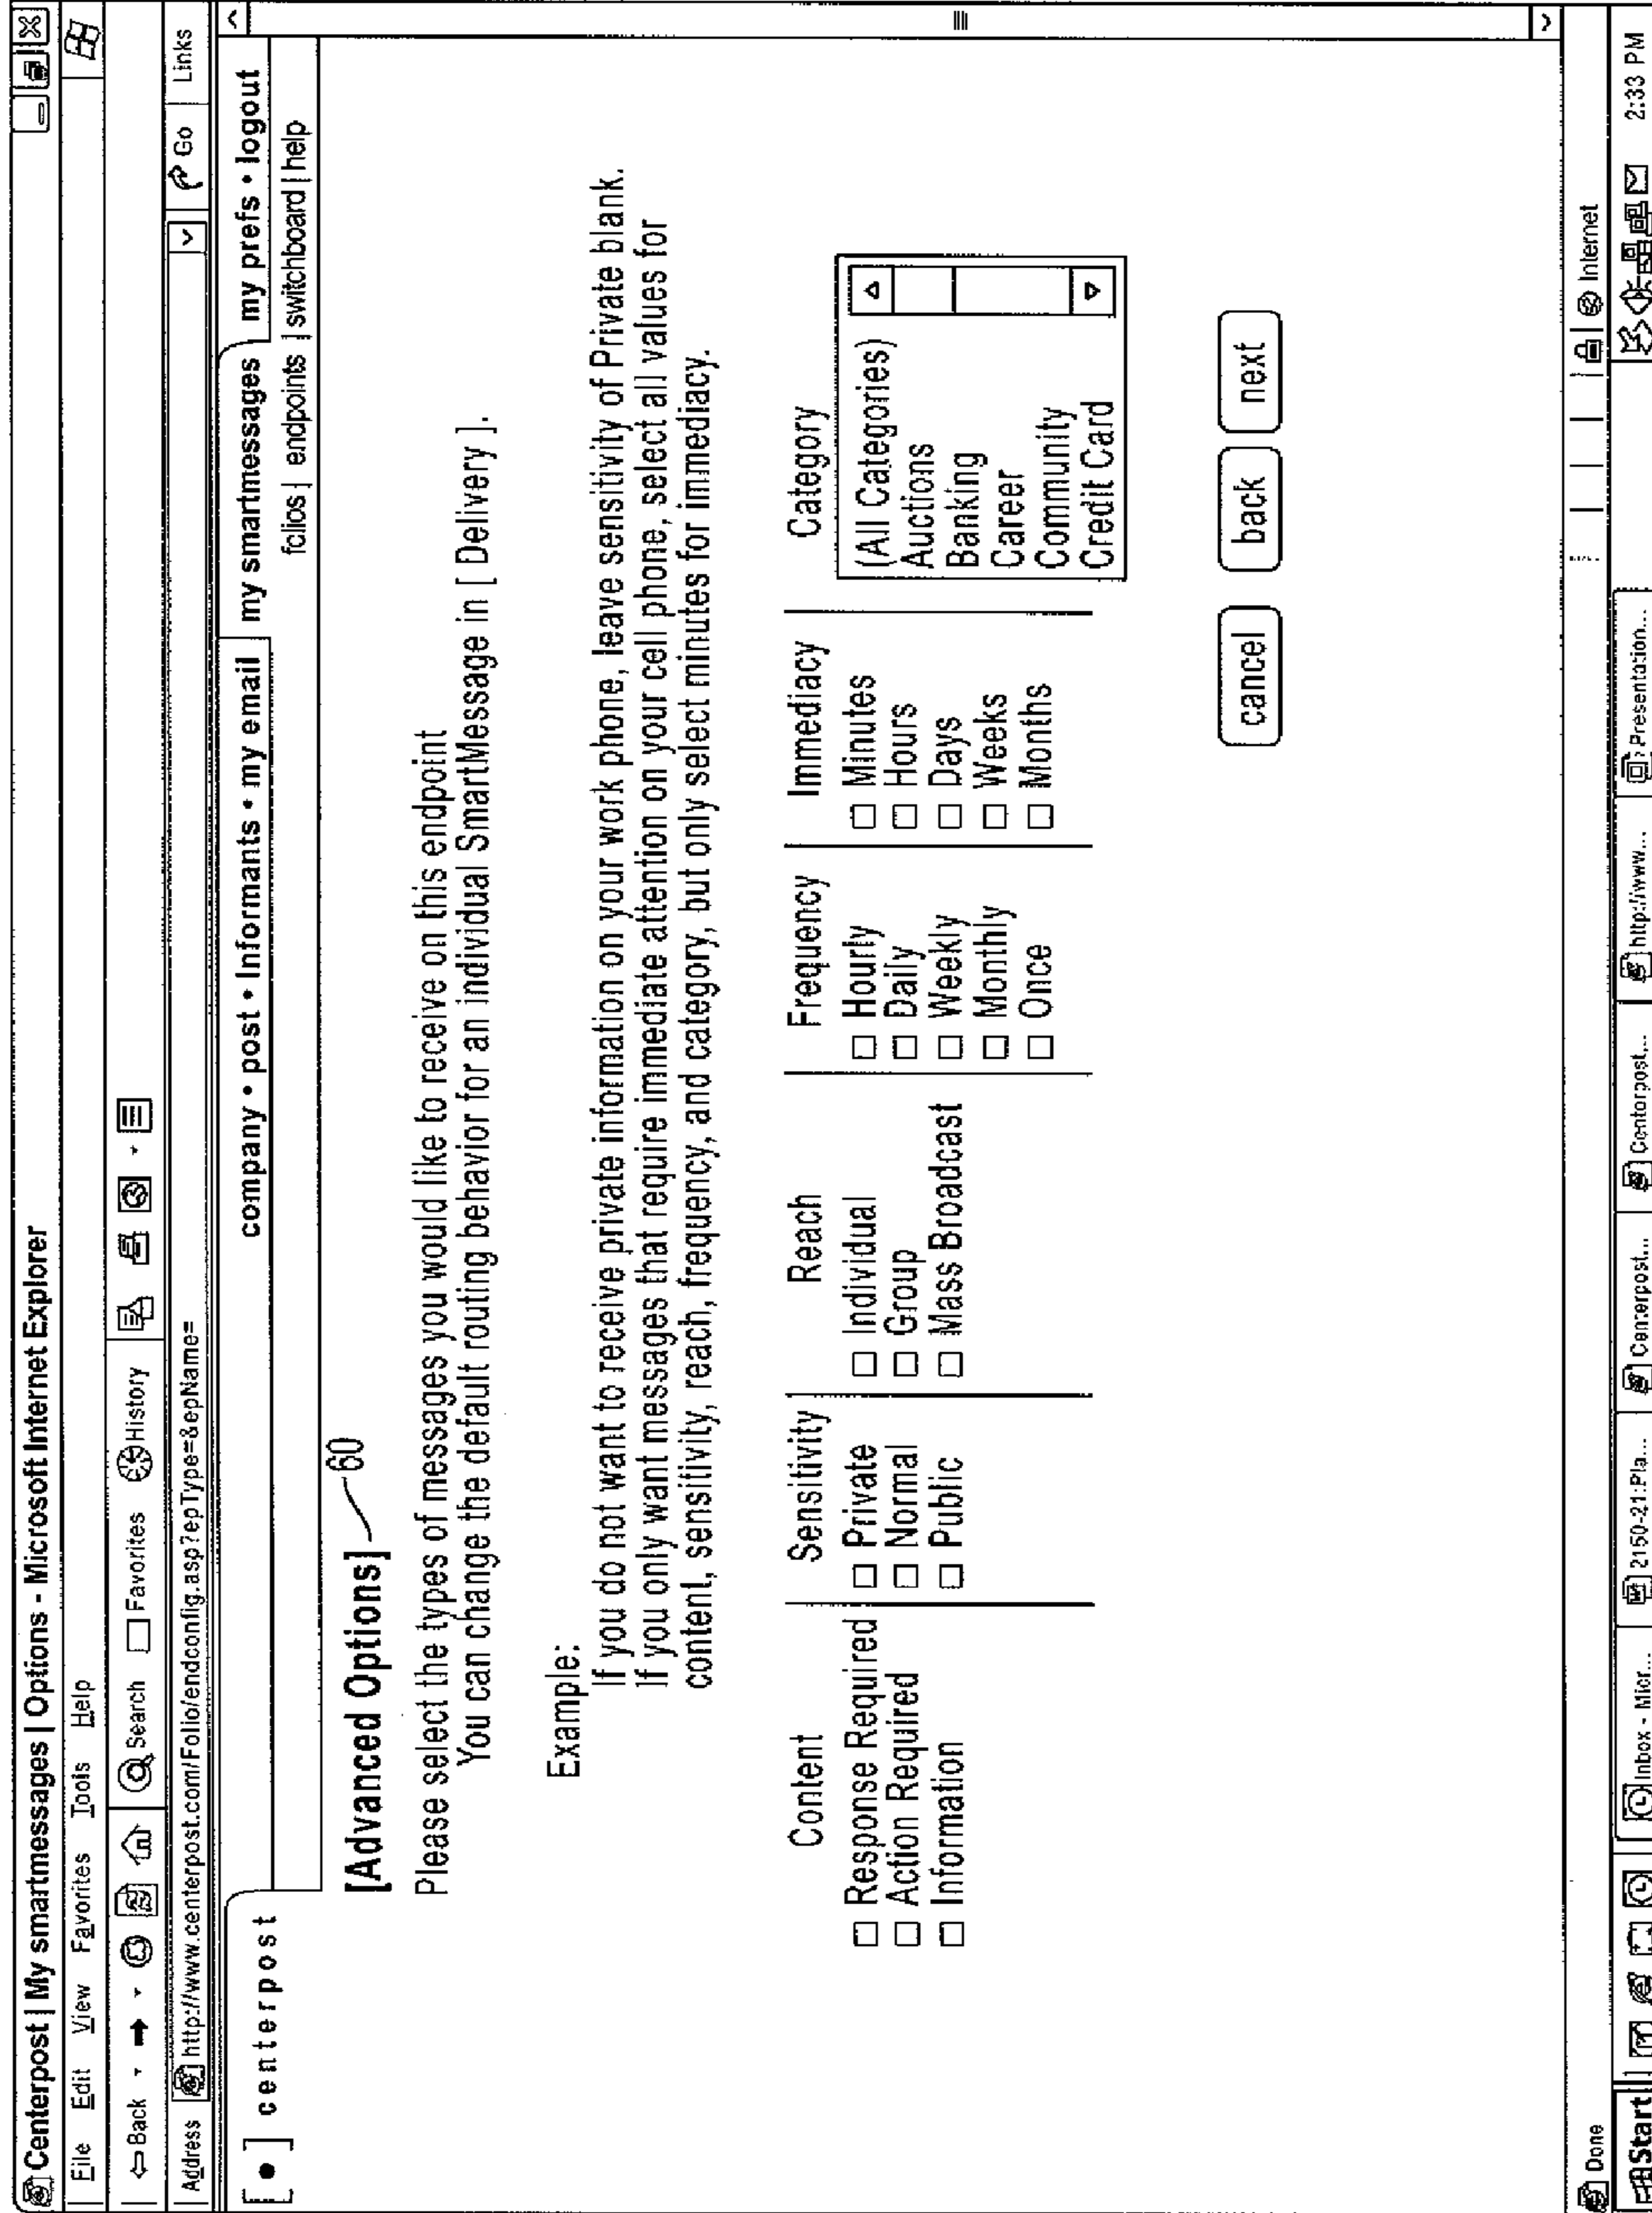 Centerpost | My smartmessages | Options - Microsoft Internet Explorer
File Edit View Favorites Tools Help
Back Search Favorites History
Address http://www.centerpost.com/Folio/endconfig.asp?epType=&epName= Go Links
[ • ] centerpost
company • post • Informants • my email my smartmessages my prefs • logout
folios | endpoints | switchboard | help
[Advanced Options] 60
Please select the types of messages you would like to receive on this endpoint
You can change the default routing behavior for an individual SmartMessage in [ Delivery ].
Example:
If you do not want to receive private information on your work phone, leave sensitivity of Private blank.
If you only want messages that require immediate attention on your cell phone, select all values for
content, sensitivity, reach, frequency, and category, but only select minutes for immediacy.
Content Sensitivity Reach Frequency Immediacy Category
Response Required Private Individual Hourly Minutes (All Categories)
Action Required Normal Group Daily Hours Auctions
Information Public Mass Broadcast Weekly Days Banking
Monthly Weeks Career
Once Months Community
Credit Card
cancel back next
Done Internet
Start Inbox - Micr... 2150-21:Pla... Centerpost... Centorpost... http://www... Presentation... 2:33 PM